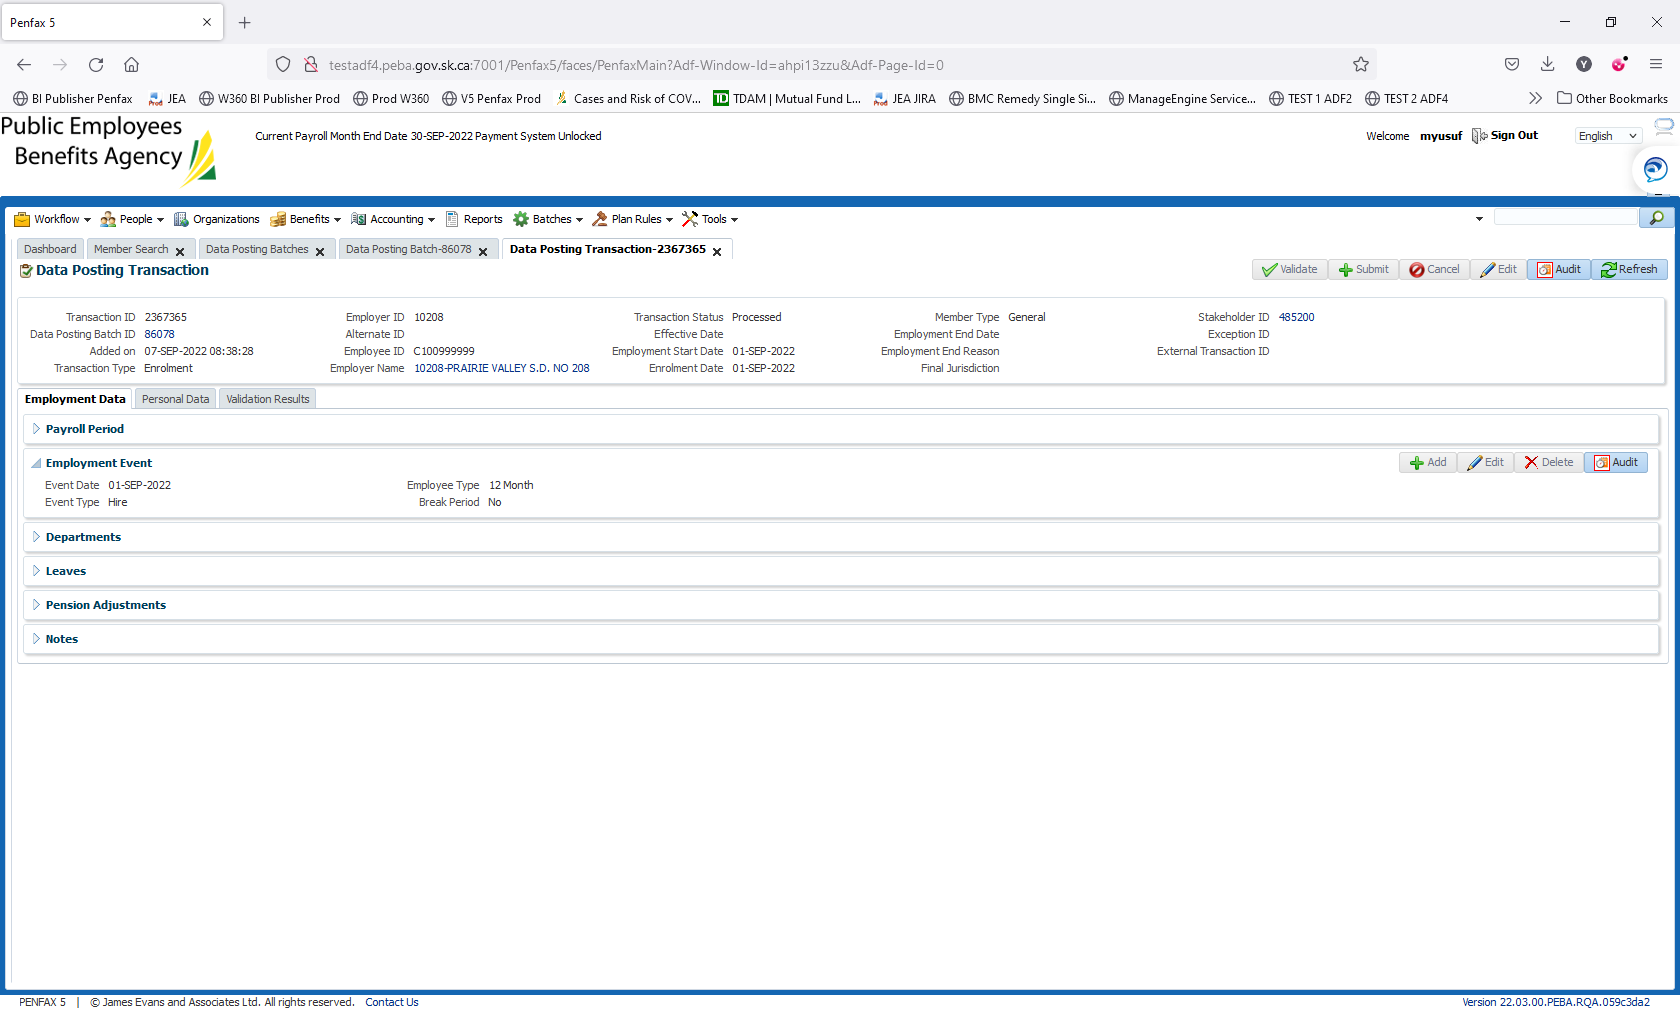 Penfax 5
testadf4.peba.gov.sk.ca:7001/Penfax5/faces/PenfaxMain?Adf-Window-Id=ahpi13zzu&Adf-Page-Id=0
BI Publisher Penfax JEA W360 BI Publisher Prod Prod W360 V5 Penfax Prod Cases and Risk of COV... TD TDAM | Mutual Fund L... JEA JIRA BMC Remedy Single Si... ManageEngine Service... TEST 1 ADF2 TEST 2 ADF4 Other Bookmarks
Public Employees
Benefits Agency
Current Payroll Month End Date 30-SEP-2022 Payment System Unlocked
Welcome myusuf Sign Out English
Workflow People Organizations Benefits Accounting Reports Batches Plan Rules Tools
Dashboard Member Search Data Posting Batches Data Posting Batch-86078 Data Posting Transaction-2367365
Data Posting Transaction
Validate Submit Cancel Edit Audit Refresh
Transaction ID 2367365 Employer ID 10208 Transaction Status Processed Member Type General Stakeholder ID 485200
Data Posting Batch ID 86078 Alternate ID Effective Date Employment End Date Exception ID
Added on 07-SEP-2022 08:38:28 Employee ID C100999999 Employment Start Date 01-SEP-2022 Employment End Reason External Transaction ID
Transaction Type Enrolment Employer Name 10208-PRAIRIE VALLEY S.D. NO 208 Enrolment Date 01-SEP-2022 Final Jurisdiction
Employment Data Personal Data Validation Results
Payroll Period
Employment Event
Add Edit Delete Audit
Event Date 01-SEP-2022 Employee Type 12 Month
Event Type Hire Break Period No
Departments
Leaves
Pension Adjustments
Notes
PENFAX 5 | © James Evans and Associates Ltd. All rights reserved. Contact Us
Version 22.03.00.PEBA.RQA.059c3da2